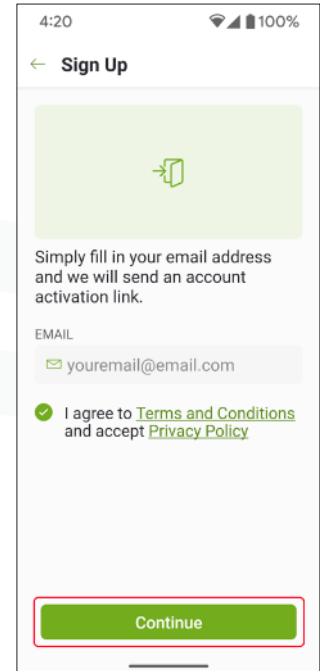 4:20 100%
Sign Up
Simply fill in your email address
and we will send an account
activation link.
EMAIL
youremail@email.com
I agree to Terms and Conditions
and accept Privacy Policy
Continue